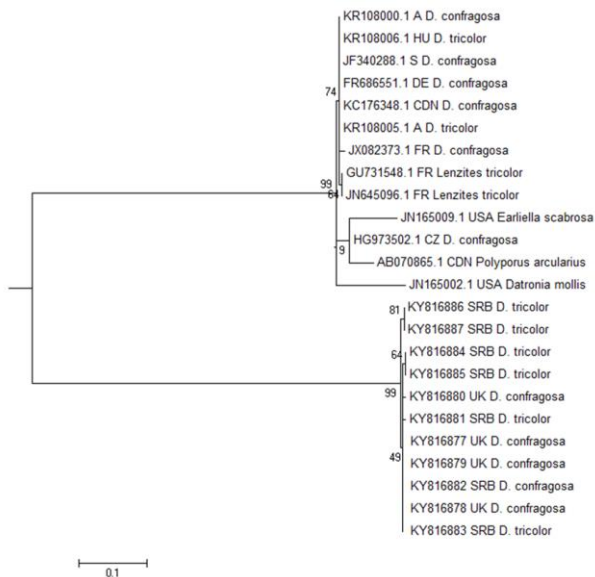 KR108000.1 A D. confragosa
KR108006.1 HU D. tricolor
JF340288.1 S D. confragosa
FR686551.1 DE D. confragosa
74
KC176348.1 CDN D. confragosa
KR108005.1 A D. tricolor
JX082373.1 FR D. confragosa
GU731548.1 FR Lenzites tricolor
99
64
JN645096.1 FR Lenzites tricolor
JN165009.1 USA Earliella scabrosa
HG973502.1 CZ D. confragosa
19
AB070865.1 CDN Polyporus arcularius
JN165002.1 USA Datronia mollis
KY816886 SRB D. tricolor
81
KY816887 SRB D. tricolor
KY816884 SRB D. tricolor
64
KY816885 SRB D. tricolor
99
KY816880 UK D. confragosa
KY816881 SRB D. tricolor
KY816877 UK D. confragosa
49
KY816879 UK D. confragosa
KY816882 SRB D. confragosa
KY816878 UK D. confragosa
KY816883 SRB D. tricolor
0.1